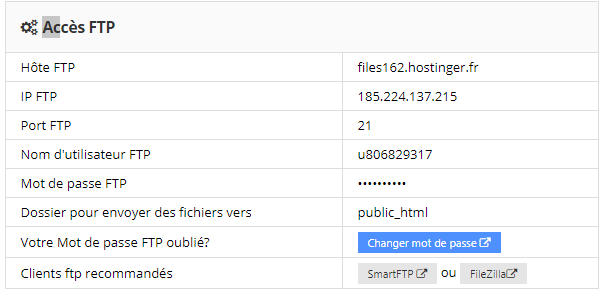 Accès FTP
Hôte FTP files162.hostinger.fr
IP FTP 185.224.137.215
Port FTP 21
Nom d'utilisateur FTP u806829317
Mot de passe FTP ••••••••••
Dossier pour envoyer des fichiers vers public_html
Votre Mot de passe FTP oublié? Changer mot de passe
Clients ftp recommandés SmartFTP ou FileZilla